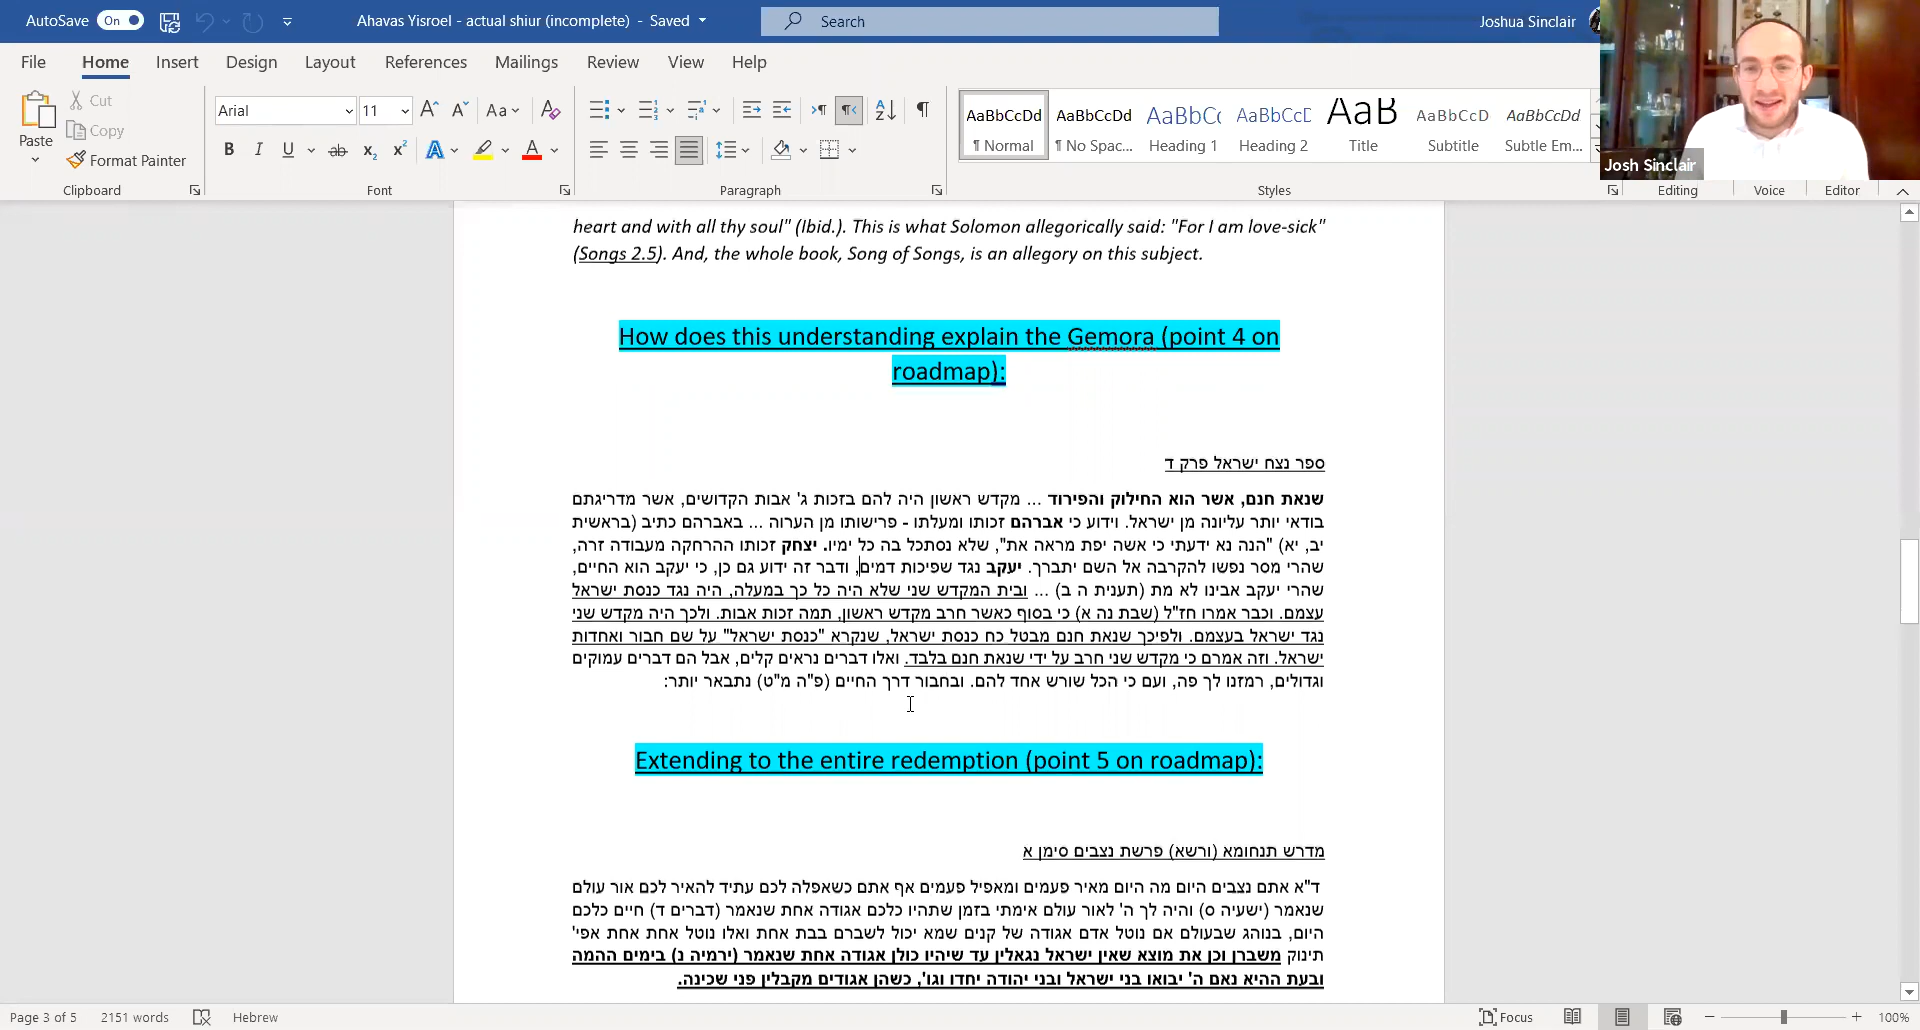 AutoSave On Ahavas Yisroel - actual shiur (incomplete) - Saved Search Joshua Sinclair
File Home Insert Design Layout References Mailings Review View Help
Paste Cut Copy Format Painter
Clipboard
Arial 11
Font
Paragraph
AaBbCcDd AaBbCcDd AaBbCc AaBbCcD AaB AaBbCcD AaBbCcDd
¶ Normal ¶ No Spac... Heading 1 Heading 2 Title Subtitle Subtle Em...
Styles
Editing Voice Editor
Josh Sinclair
heart and with all thy soul" (Ibid.). This is what Solomon allegorically said: "For I am love-sick"
(Songs 2.5). And, the whole book, Song of Songs, is an allegory on this subject.
How does this understanding explain the Gemora (point 4 on
roadmap):
ספר נצח ישראל פרק ד
שנאת חנם, אשר הוא החילוק והפירוד ... מקדש ראשון היה להם בזכות ג' אבות הקדושים, אשר מדריגתם
בודאי יותר עליונה מן ישראל. וידוע כי אברהם זכותו ומעלתו - פרישותו מן הערוה ... באברהם כתיב (בראשית
יב, יא) "הנה נא ידעתי כי אשה יפת מראה את", שלא נסתכל בה כל ימיו. יצחק זכותו ההרחקה מעבודה זרה,
שהרי מסר נפשו להקרבה אל השם יתברך. יעקב נגד שפיכות דמים, ודבר זה ידוע גם כן, כי יעקב הוא החיים,
שהרי יעקב אבינו לא מת (תענית ה ב) ... ובית המקדש שני שלא היה כל כך במעלה, היה נגד כנסת ישראל
עצמם. וכבר אמרו חז"ל (שבת נה א) כי בסוף כאשר חרב מקדש ראשון, תמה זכות אבות. ולכך היה מקדש שני
נגד ישראל בעצמם. ולפיכך שנאת חנם מבטל כח כנסת ישראל, שנקרא "כנסת ישראל" על שם חבור ואחדות
ישראל. וזה אמרם כי מקדש שני חרב על ידי שנאת חנם בלבד. ואלו דברים נראים קלים, אבל הם דברים עמוקים
וגדולים, רמזנו לך פה, ועם כי הכל שורש אחד להם. ובחבור דרך החיים (פ"ה מ"ט) נתבאר יותר:
Extending to the entire redemption (point 5 on roadmap):
מדרש תנחומא (ורשא) פרשת נצבים סימן א
ד"א אתם נצבים היום מה היום מאיר פעמים ומאפיל פעמים אף אתם כשאפלה לכם עתיד להאיר לכם אור עולם
שנאמר (ישעיה ס) והיה לך ה' לאור עולם אימתי בזמן שתהיו כלכם אגודה אחת שנאמר (דברים ד) חיים כלכם
היום, בנוהג שבעולם אם נוטל אדם אגודה של קנים שמא יכול לשברם בבת אחת ואלו נוטל אחת אחת אפי'
תינוק משברן וכן את מוצא שאין ישראל נגאלין עד שיהיו כולן אגודה אחת שנאמר (ירמיה נ) בימים ההמה
ובעת ההיא נאם ה' יבואו בני ישראל ובני יהודה יחדו וגו', כשהן אגודים מקבלין פני שכינה.
Page 3 of 5 2151 words Hebrew Focus 100%